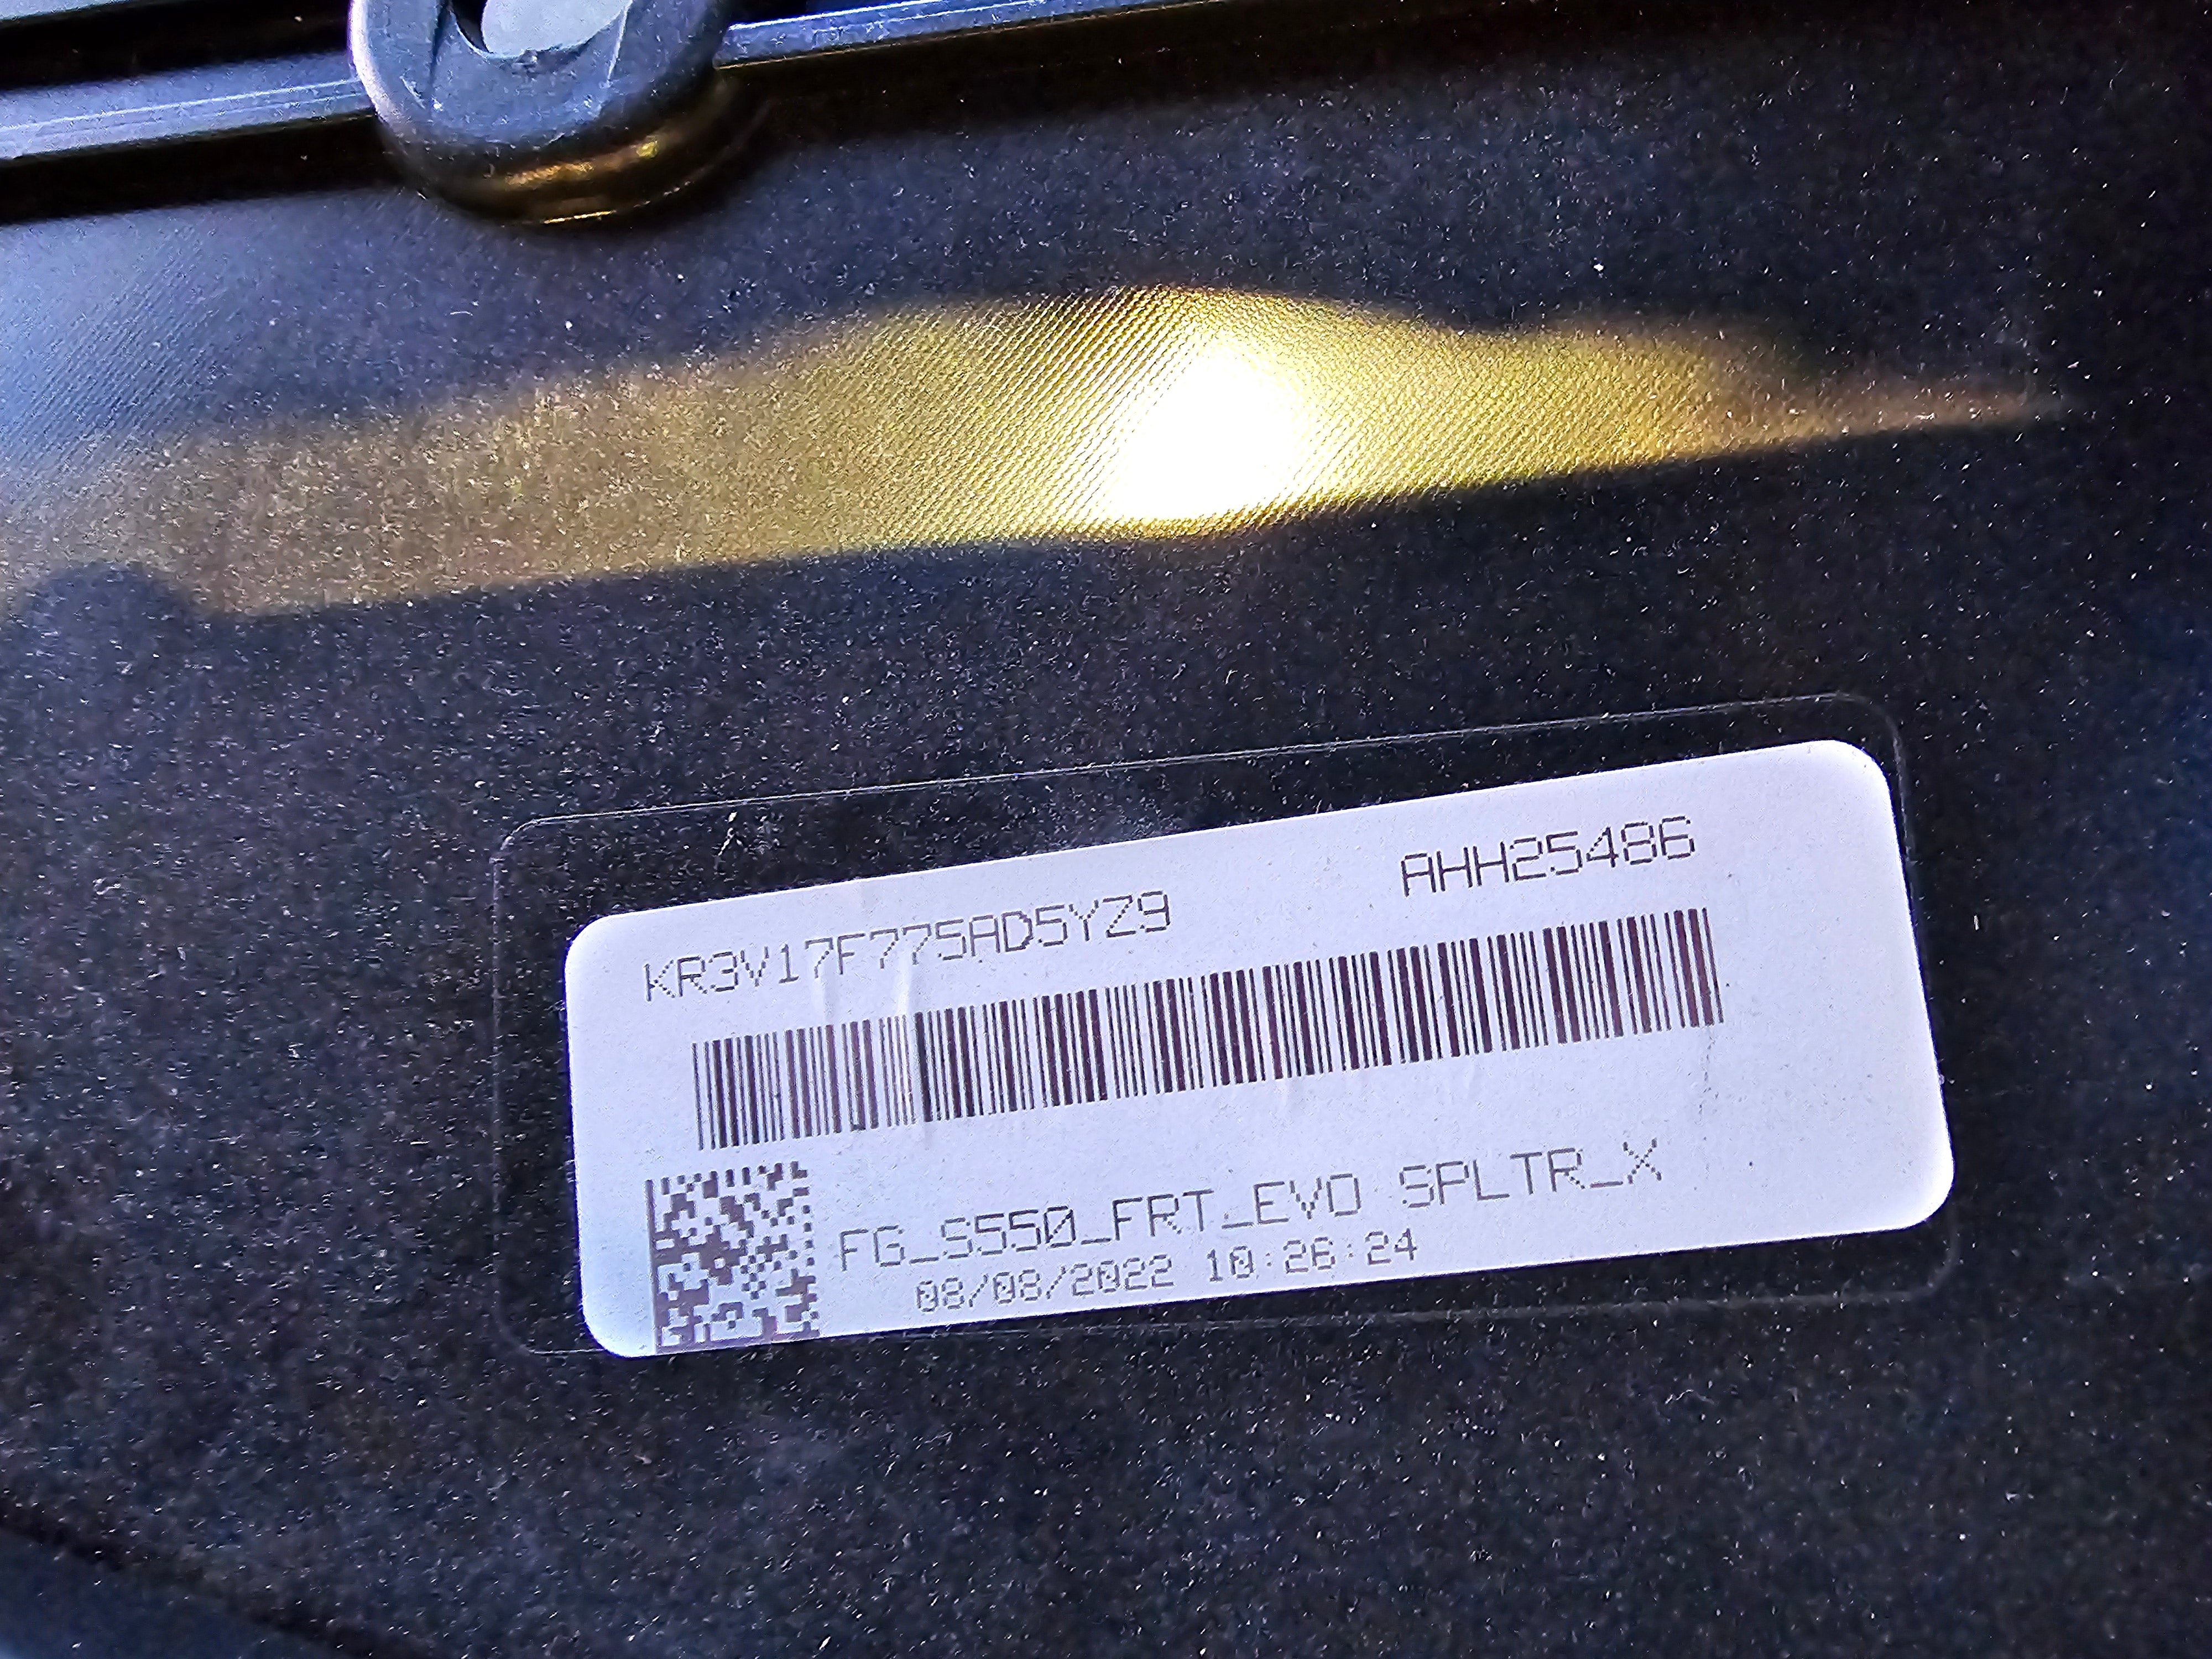 KR3V17F775AD5YZ9 AHH25486
FG_S550_FRT_EVO SPLTR_X
08/08/2022 10:26:24